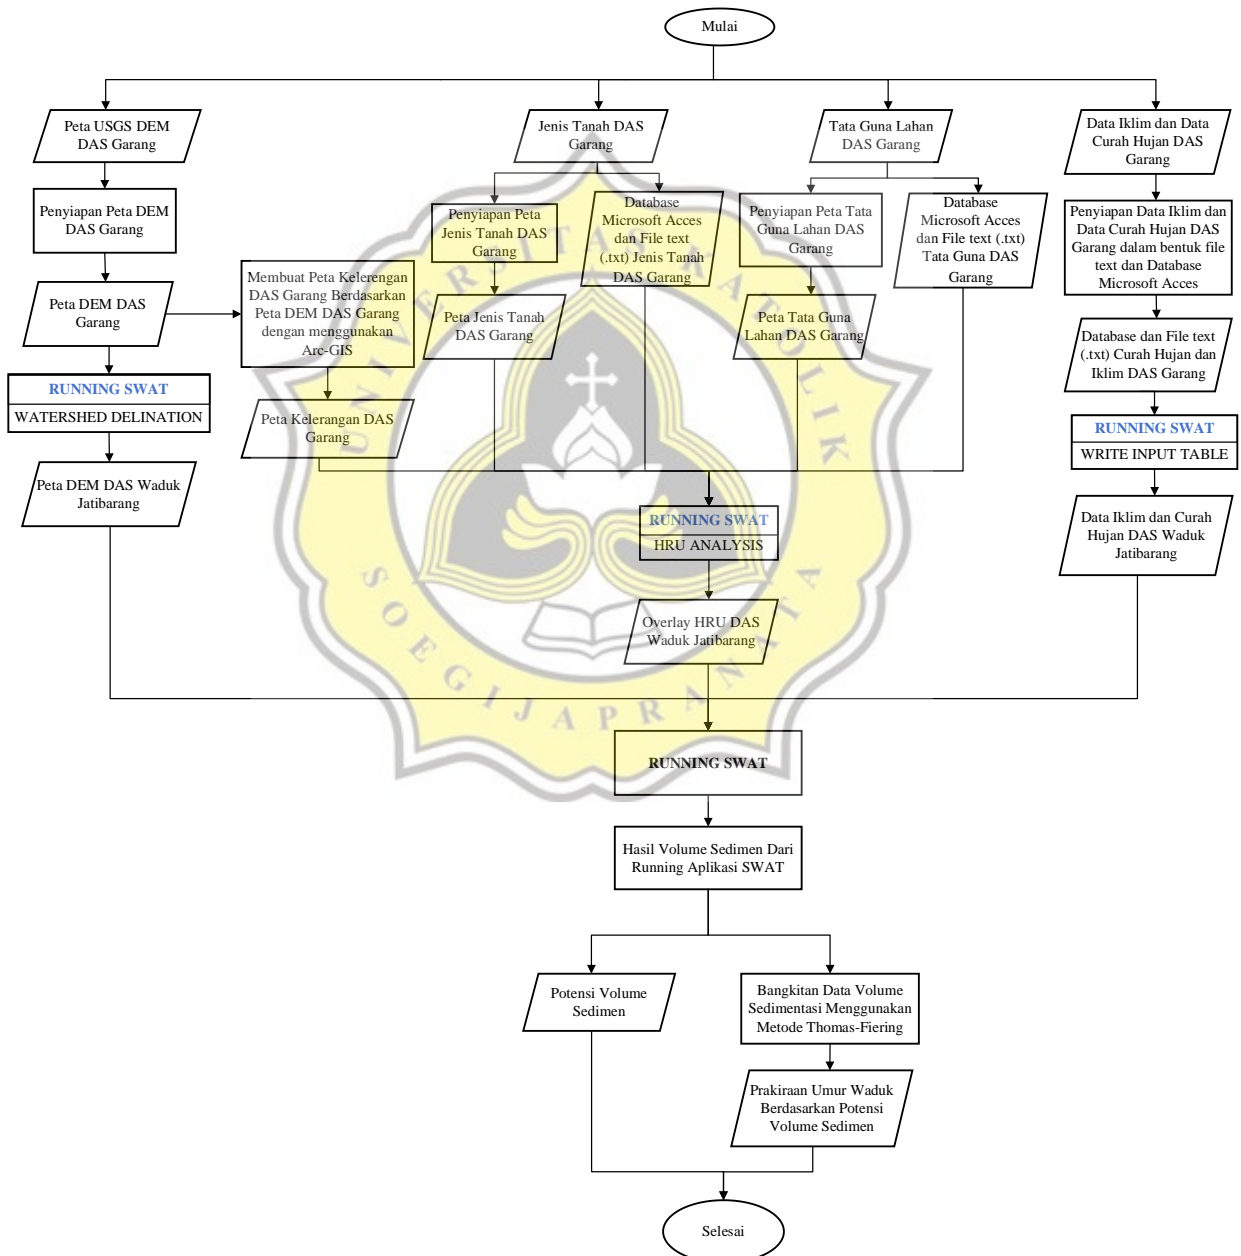 Mulai
Peta USGS DEM
DAS Garang
Jenis Tanah DAS
Garang
Tata Guna Lahan
DAS Garang
Data Iklim dan Data
Curah Hujan DAS
Garang
Penyiapan Peta DEM
DAS Garang
Penyiapan Peta
Jenis Tanah DAS
Garang
Database
Microsoft Acces
dan File text
(.txt) Jenis Tanah
DAS Garang
Penyiapan Peta Tata
Guna Lahan DAS
Garang
Database
Microsoft Acces
dan File text (.txt)
Tata Guna DAS
Garang
Penyiapan Data Iklim dan
Data Curah Hujan DAS
Garang dalam bentuk file
text dan Database
Microsoft Acces
Peta DEM DAS
Garang
Membuat Peta Kelerengan
DAS Garang Berdasarkan
Peta DEM DAS Garang
dengan menggunakan
Arc-GIS
Peta Jenis Tanah
DAS Garang
Peta Tata Guna
Lahan DAS Garang
Database dan File text
(.txt) Curah Hujan dan
Iklim DAS Garang
RUNNING SWAT
WATERSHED DELINATION
Peta Kelerangan DAS
Garang
RUNNING SWAT
WRITE INPUT TABLE
Peta DEM DAS Waduk
Jatibarang
RUNNING SWAT
HRU ANALYSIS
Data Iklim dan Curah
Hujan DAS Waduk
Jatibarang
Overlay HRU DAS
Waduk Jatibarang
UNIVERSITAS KATOLIK
SOEGIJAPRANATA
RUNNING SWAT
Hasil Volume Sedimen Dari
Running Aplikasi SWAT
Potensi Volume
Sedimen
Bangkitan Data Volume
Sedimentasi Menggunakan
Metode Thomas-Fiering
Prakiraan Umur Waduk
Berdasarkan Potensi
Volume Sedimen
Selesai